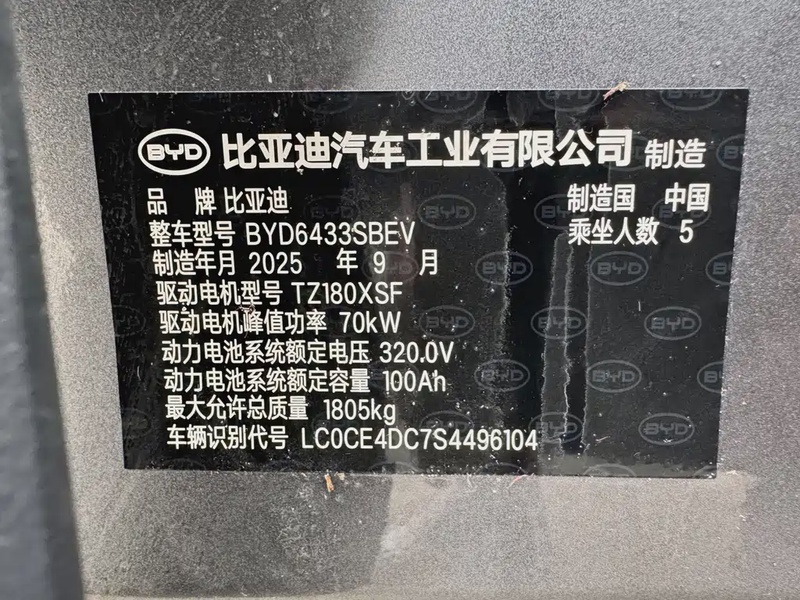 BYD 比亚迪汽车工业有限公司 制造
品 牌 比亚迪 制造国 中国
整车型号 BYD6433SBEV 乘坐人数 5
制造年月 2025 年 9 月
驱动电机型号 TZ180XSF
驱动电机峰值功率 70kW
动力电池系统额定电压 320.0V
动力电池系统额定容量 100Ah
最大允许总质量 1805kg
车辆识别代号 LC0CE4DC7S4496104